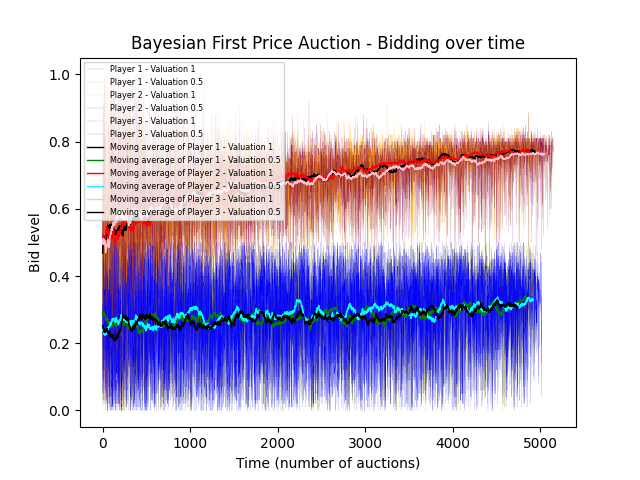 Bayesian First Price Auction - Bidding over time
Player 1 - Valuation 1
Player 1 - Valuation 0.5
Player 2 - Valuation 1
Player 2 - Valuation 0.5
Player 3 - Valuation 1
Player 3 - Valuation 0.5
Moving average of Player 1 - Valuation 1
Moving average of Player 1 - Valuation 0.5
Moving average of Player 2 - Valuation 1
Moving average of Player 2 - Valuation 0.5
Moving average of Player 3 - Valuation 1
Moving average of Player 3 - Valuation 0.5
1.0
0.8
0.6
0.4
0.2
0.0
Bid level
0 1000 2000 3000 4000 5000
Time (number of auctions)